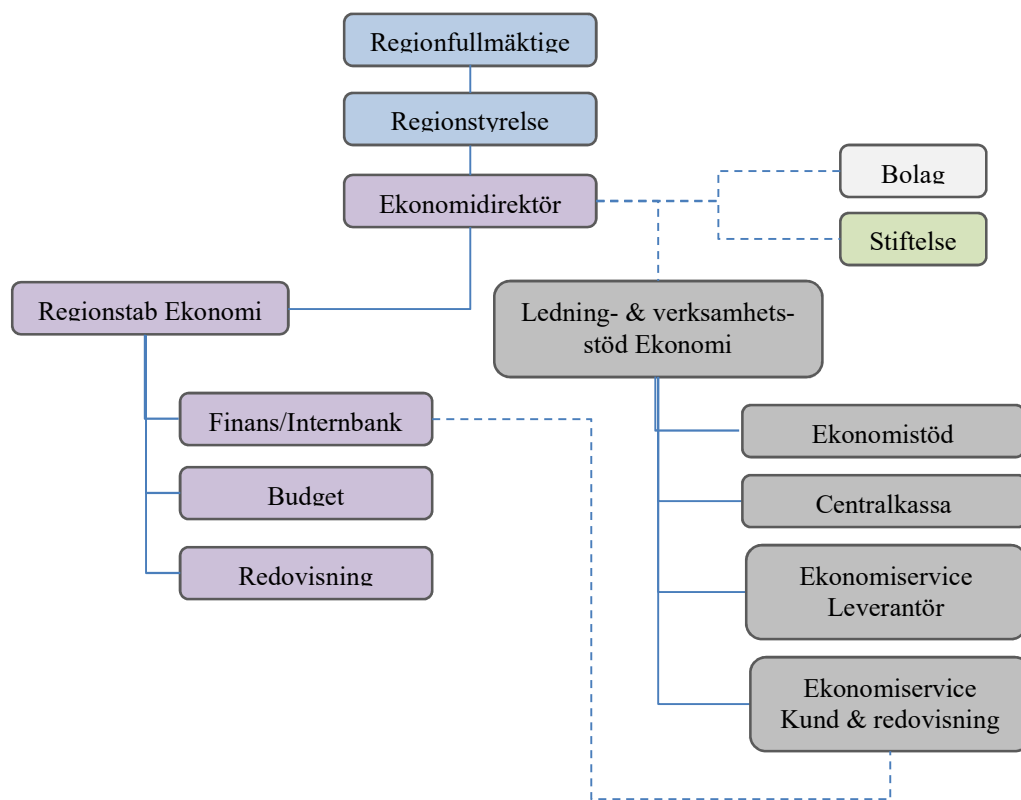 Regionfullmäktige
Regionstyrelse
Ekonomidirektör
Bolag
Stiftelse
Regionstab Ekonomi
Ledning- & verksamhets-
stöd Ekonomi
Finans/Internbank
Budget
Redovisning
Ekonomistöd
Centralkassa
Ekonomiservice
Leverantör
Ekonomiservice
Kund & redovisning